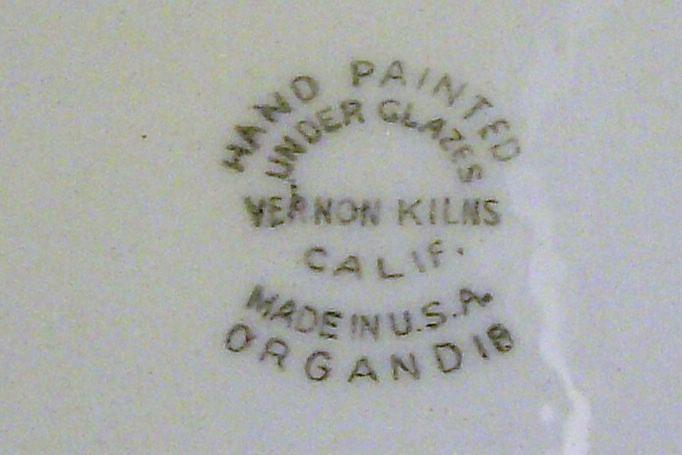 HAND PAINTED
UNDER GLAZES
VERNON KILNS
CALIF.
MADE IN U.S.A.
ORGANDIE